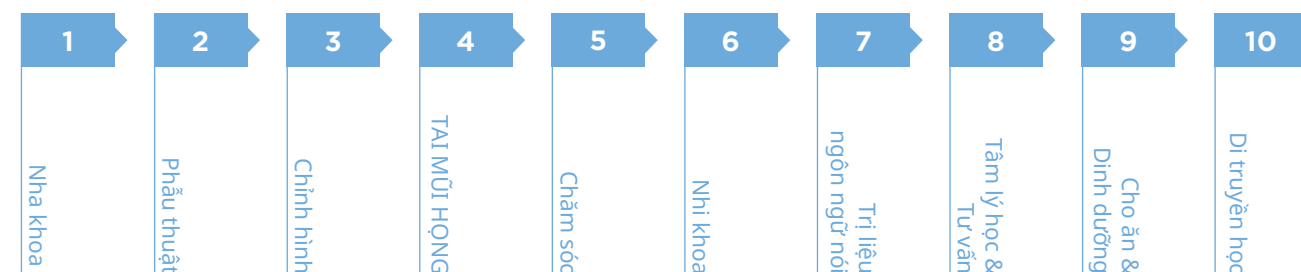 1
2
3
4
5
6
7
8
9
10
Nha khoa
Phẫu thuật
Chỉnh hình
TAI MŨI HỌNG
Chăm sóc
Nhi khoa
Trị liệu
ngôn ngữ nói
Tâm lý học &
Tư vấn
Cho ăn &
Dinh dưỡng
Di truyền học